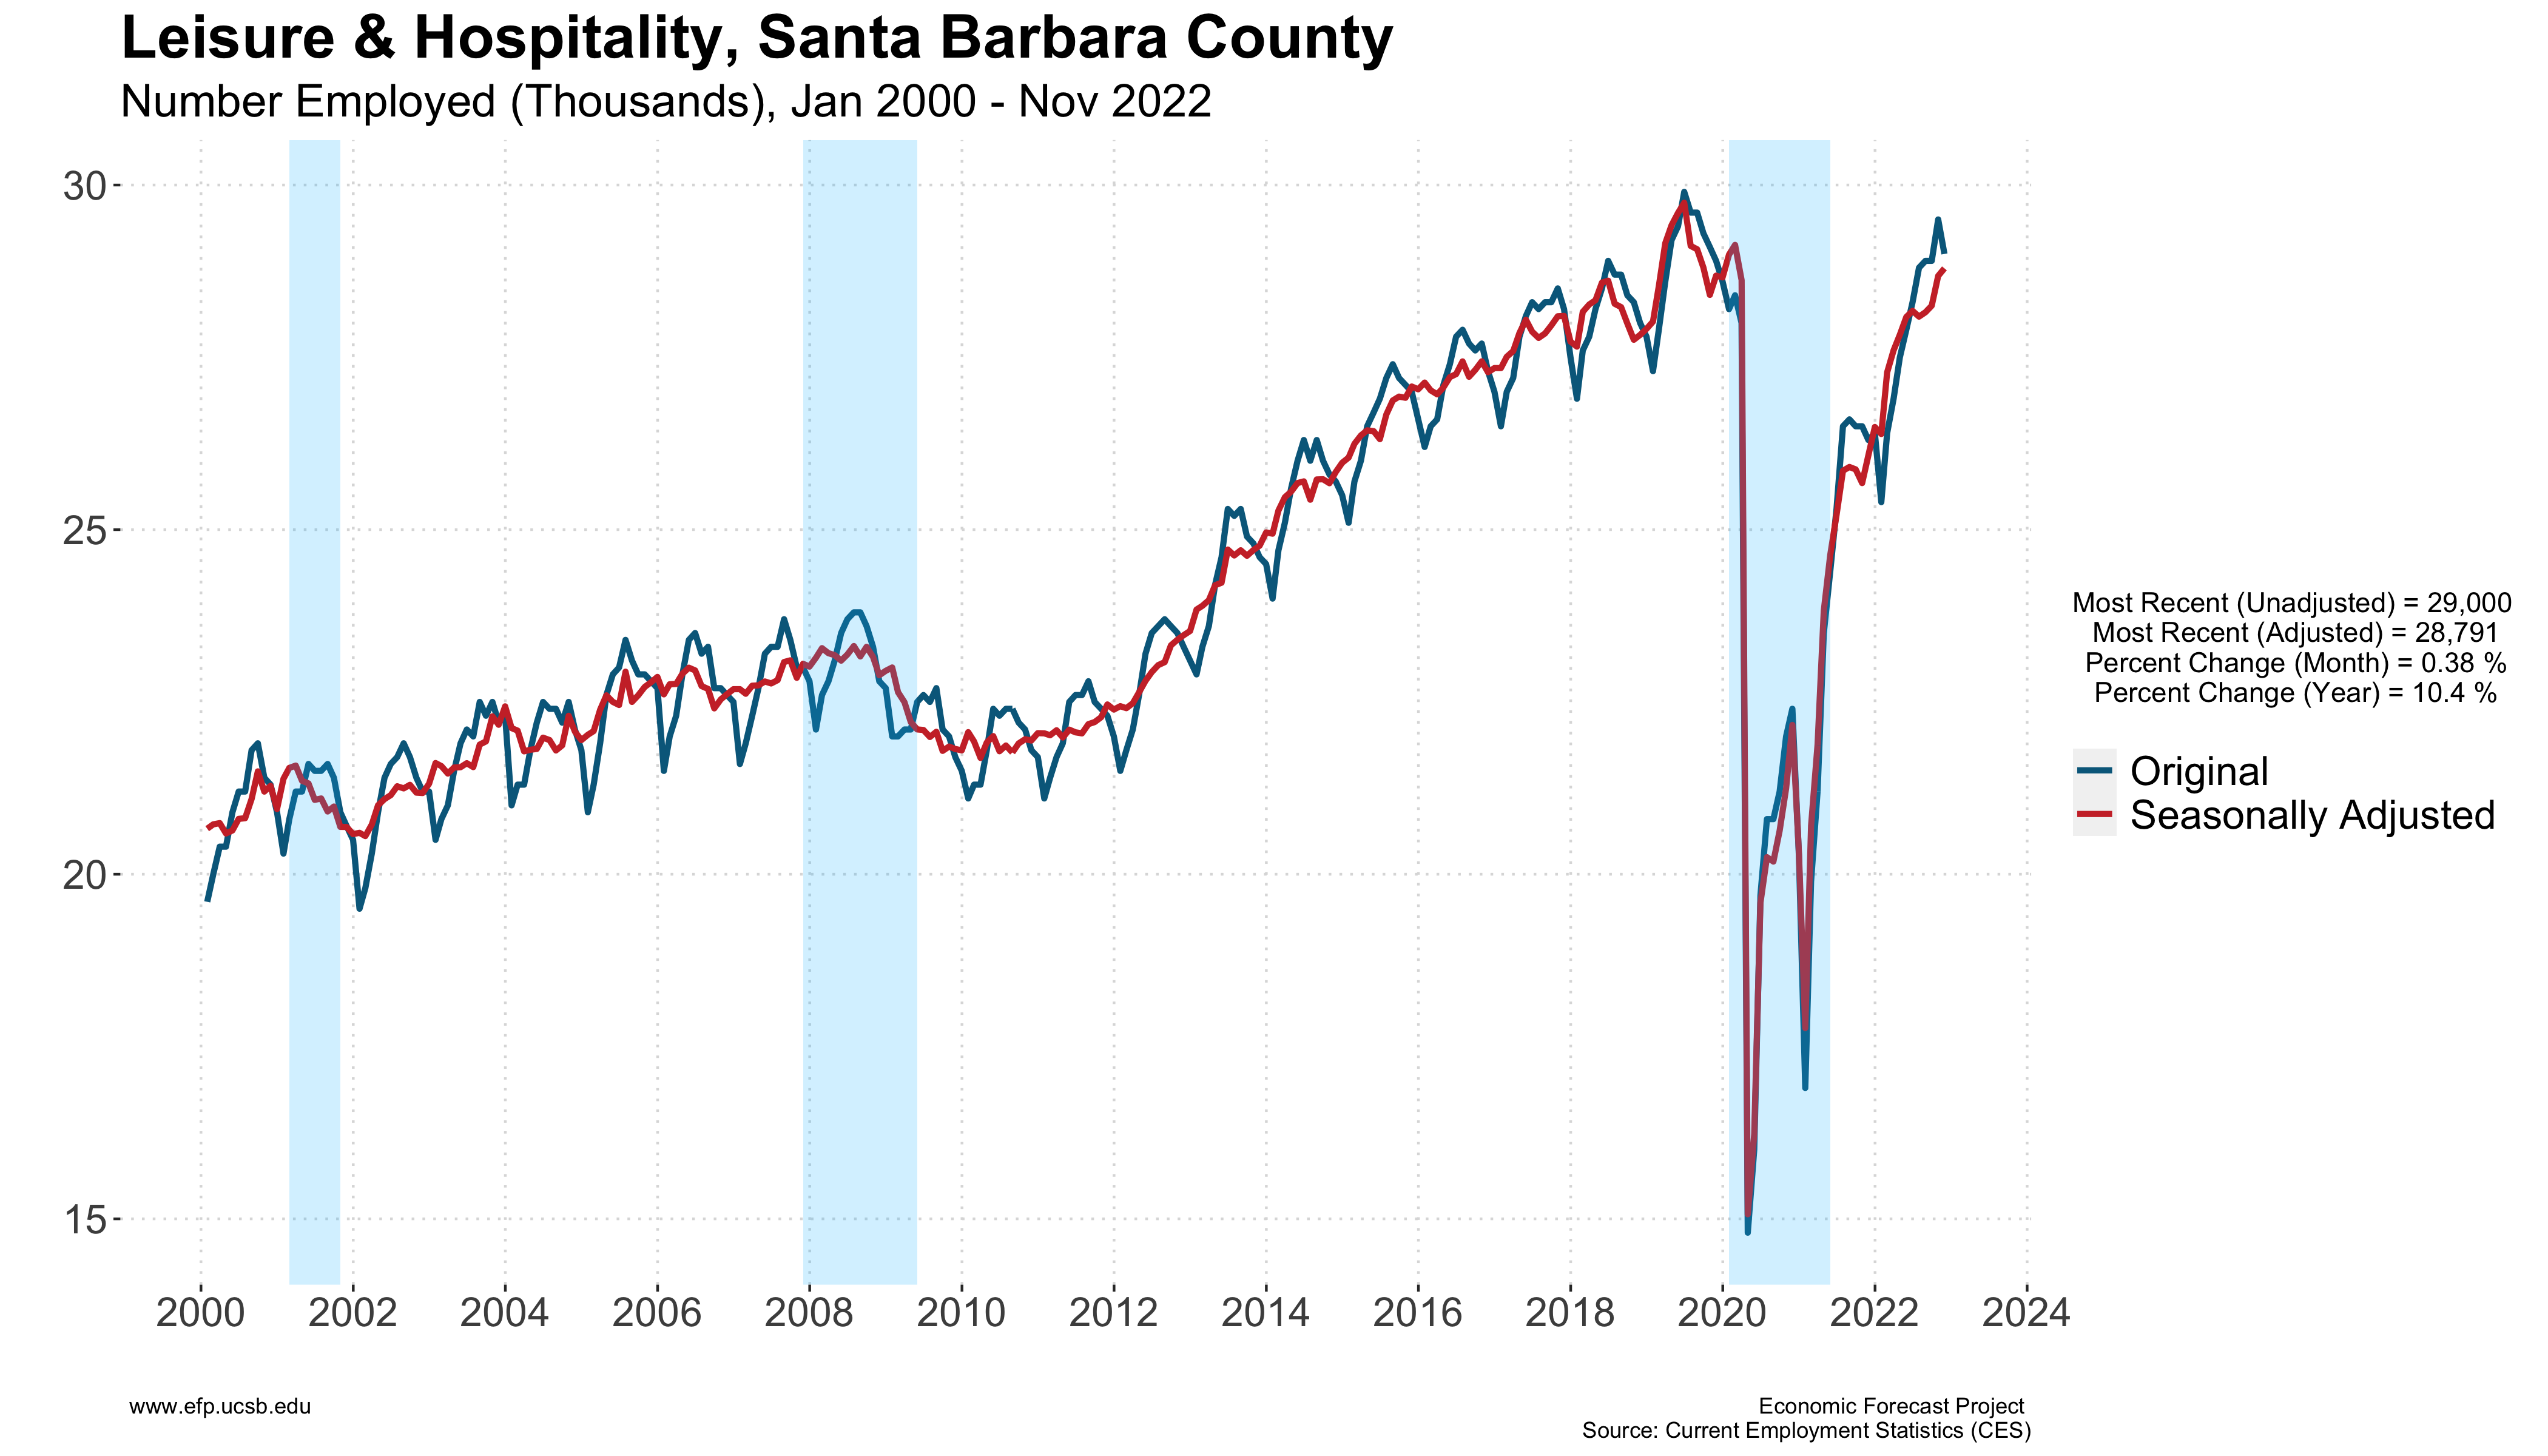 Leisure & Hospitality, Santa Barbara County
Number Employed (Thousands), Jan 2000 - Nov 2022
30
25
20
15
2000 2002 2004 2006 2008 2010 2012 2014 2016 2018 2020 2022 2024
Most Recent (Unadjusted) = 29,000
Most Recent (Adjusted) = 28,791
Percent Change (Month) = 0.38 %
Percent Change (Year) = 10.4 %
Original
Seasonally Adjusted
www.efp.ucsb.edu
Economic Forecast Project
Source: Current Employment Statistics (CES)